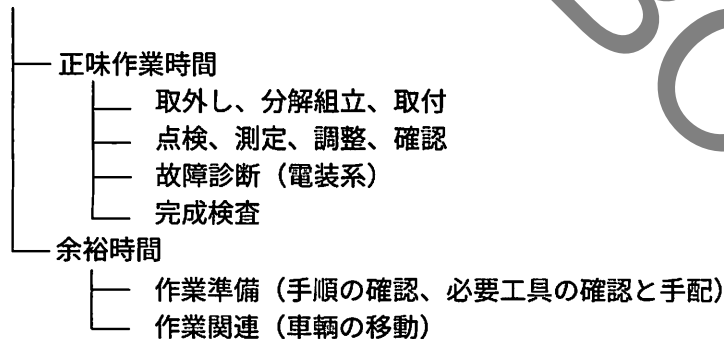 正味作業時間
取外し、分解組立、取付
点検、測定、調整、確認
故障診断（電装系）
完成検査
余裕時間
作業準備（手順の確認、必要工具の確認と手配）
作業関連（車輌の移動）